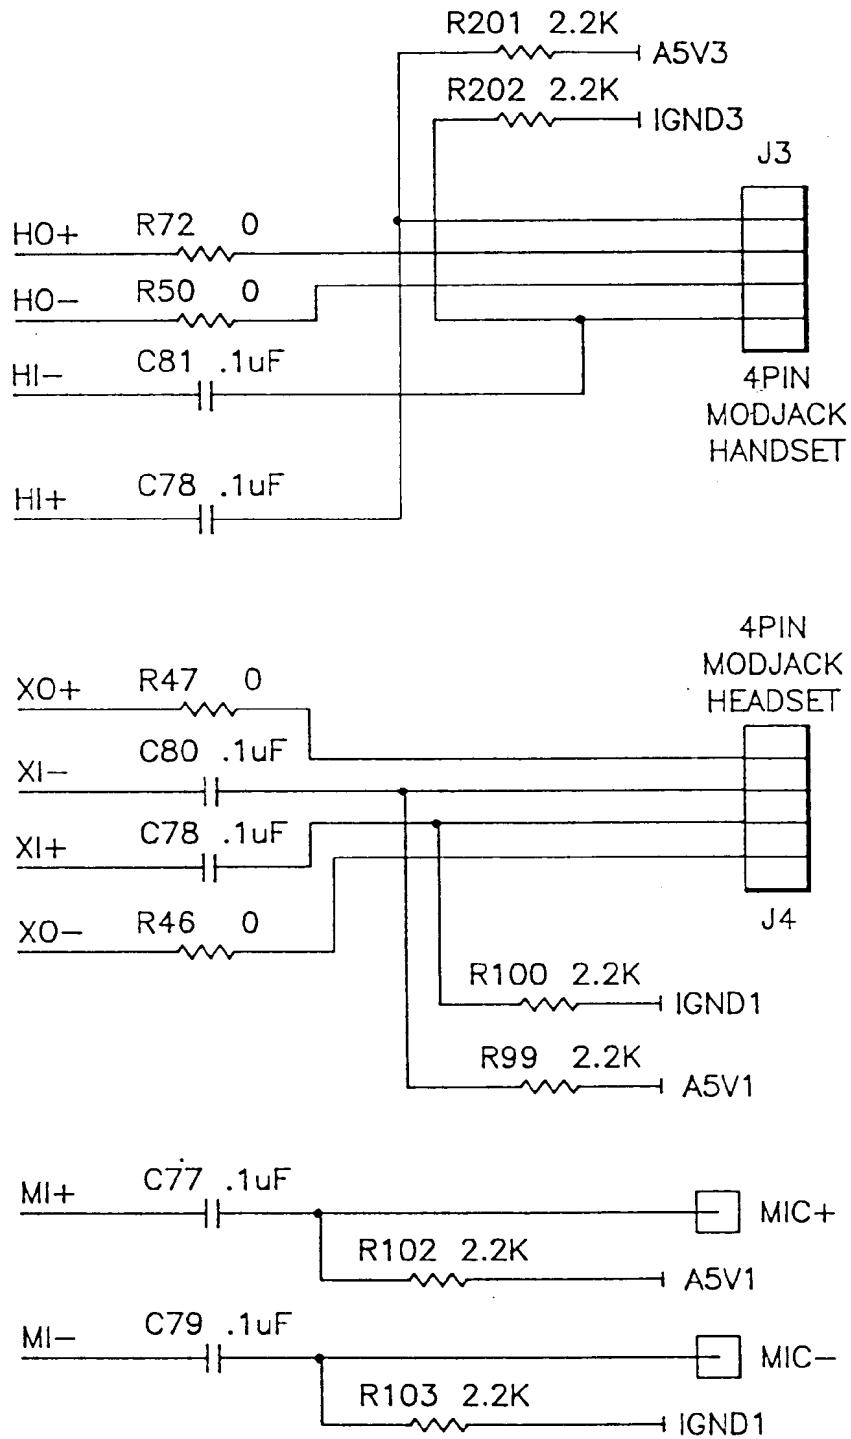 R201 2.2K
A5V3
R202 2.2K
IGND3
J3
HO+ R72 0
HO− R50 0
HI− C81 .1uF
4PIN
MODJACK
HANDSET
HI+ C78 .1uF
4PIN
MODJACK
HEADSET
XO+ R47 0
XI− C80 .1uF
XI+ C78 .1uF
XO− R46 0
J4
R100 2.2K
IGND1
R99 2.2K
A5V1
MI+ C77 .1uF
MIC+
R102 2.2K
A5V1
MI− C79 .1uF
MIC−
R103 2.2K
IGND1